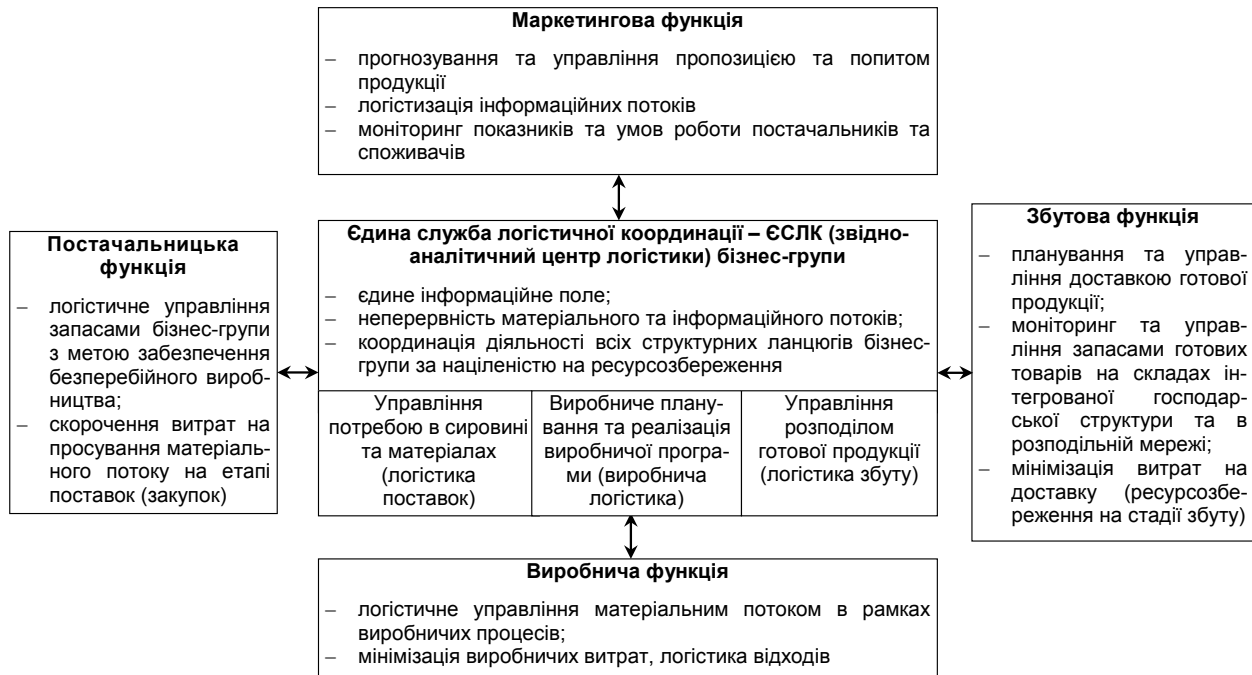 Маркетингова функція
– прогнозування та управління пропозицією та попитом
продукції
– логістизація інформаційних потоків
– моніторинг показників та умов роботи постачальників та
споживачів
Постачальницька
функція
– логістичне управління
запасами бізнес-групи
з метою забезпечення
безперебійного вироб-
ництва;
– скорочення витрат на
просування матеріаль-
ного потоку на етапі
поставок (закупок)
Єдина служба логістичної координації – ЄСЛК (звідно-
аналітичний центр логістики) бізнес-групи
– єдине інформаційне поле;
– неперервність матеріального та інформаційного потоків;
– координація діяльності всіх структурних ланцюгів бізнес-
групи за націленістю на ресурсозбереження
Управління
потребою в сировині
та матеріалах
(логістика
поставок)
Виробниче плану-
вання та реалізація
виробничої програ-
ми (виробнича
логістика)
Управління
розподілом
готової продукції
(логістика збуту)
Збутова функція
– планування та управ-
ління доставкою готової
продукції;
– моніторинг та управ-
ління запасами готових
товарів на складах ін-
тегрованої господар-
ської структури та в
розподільній мережі;
– мінімізація витрат на
доставку (ресурсозбе-
реження на стадії збуту)
Виробнича функція
– логістичне управління матеріальним потоком в рамках
виробничих процесів;
– мінімізація виробничих витрат, логістика відходів